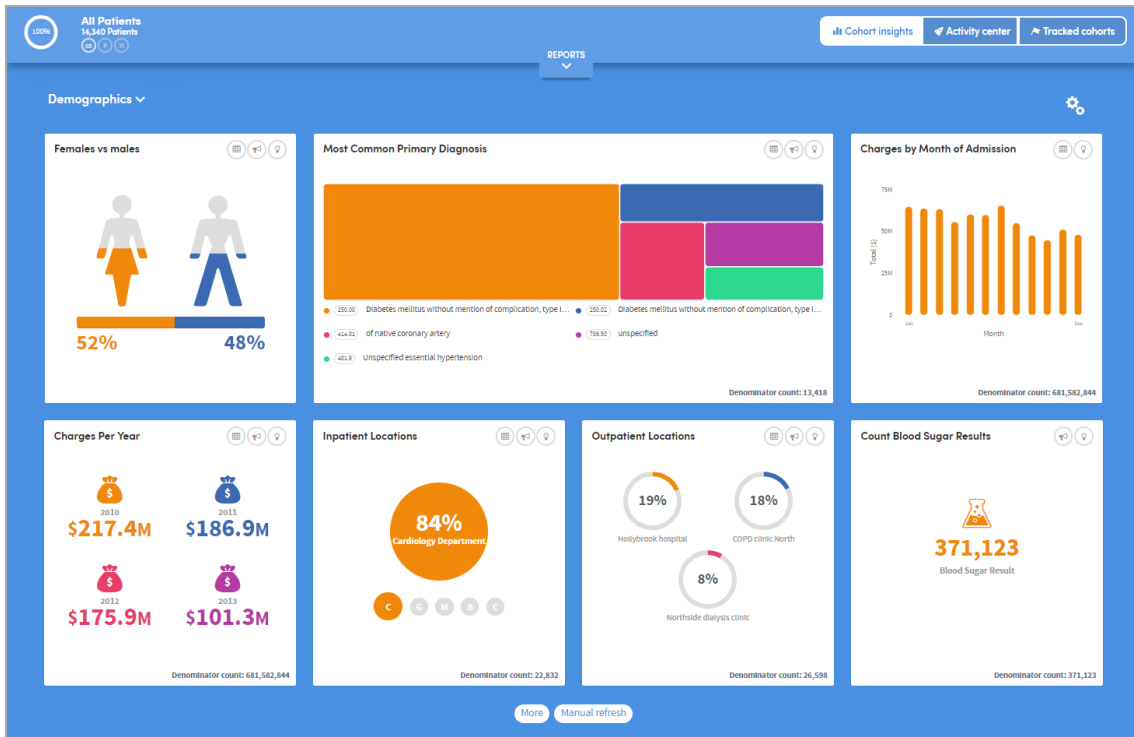 100%
All Patients
14,340 Patients
Cohort insights
Activity center
Tracked cohorts
REPORTS
Demographics
Females vs males
52%
48%
Most Common Primary Diagnosis
250.00 Diabetes mellitus without mention of complication, type I...
250.02 Diabetes mellitus without mention of complication, type I...
414.01 of native coronary artery
786.50 unspecified
401.9 Unspecified essential hypertension
Denominator count: 13,418
Charges by Month of Admission
75M
50M
25M
0
Total ($)
Jan
Dec
Month
Denominator count: 681,582,844
Charges Per Year
$
2010
$217.4M
$
2011
$186.9M
$
2012
$175.9M
$
2013
$101.3M
Denominator count: 681,582,844
Inpatient Locations
84%
Cardiology Department
C G M B C
Denominator count: 22,832
Outpatient Locations
19%
Hollybrook hospital
18%
COPD clinic North
8%
Northside dialysis clinic
Denominator count: 26,598
Count Blood Sugar Results
371,123
Blood Sugar Result
Denominator count: 371,123
More
Manual refresh